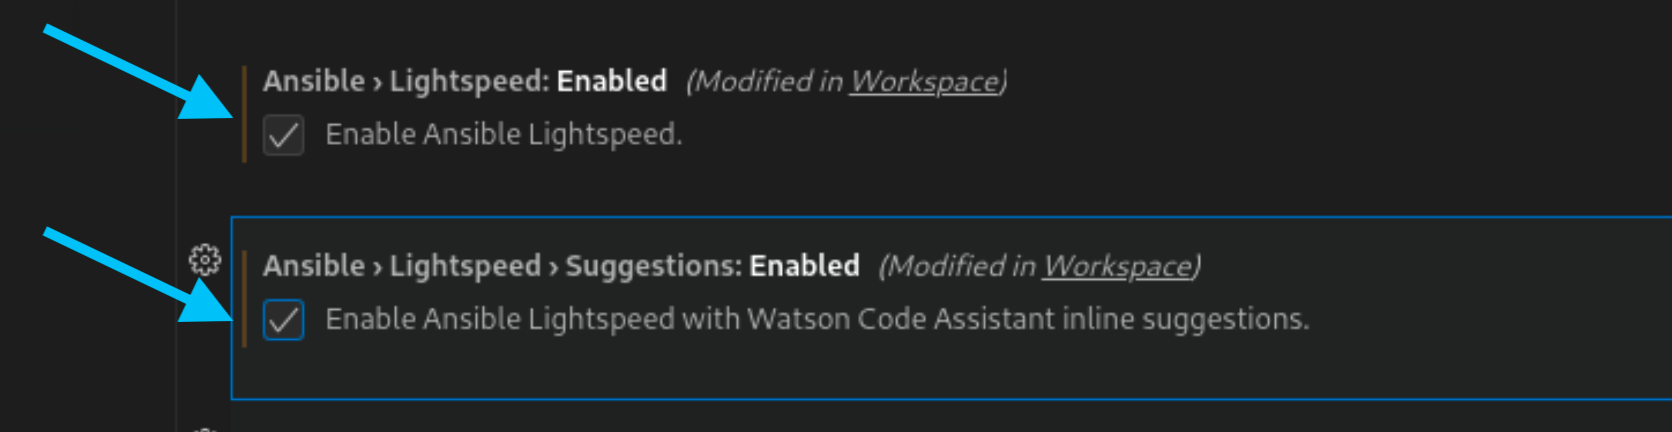 Ansible › Lightspeed: Enabled (Modified in Workspace)
Enable Ansible Lightspeed.
Ansible › Lightspeed › Suggestions: Enabled (Modified in Workspace)
Enable Ansible Lightspeed with Watson Code Assistant inline suggestions.